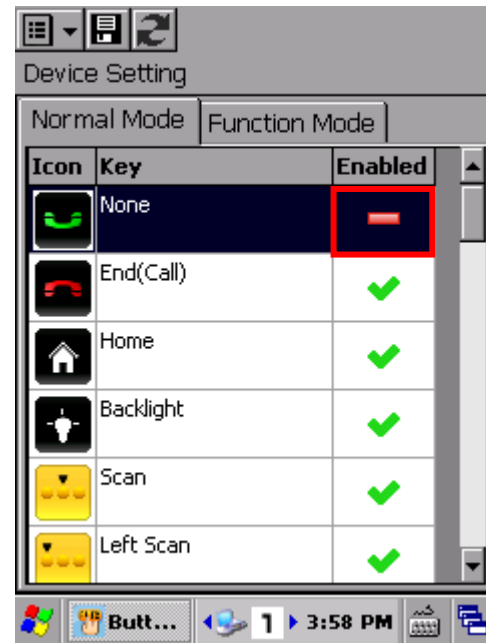 Device Setting
Normal Mode Function Mode
Icon Key Enabled
None
End(Call)
Home
Backlight
Scan
Left Scan
Butt... 1 3:58 PM